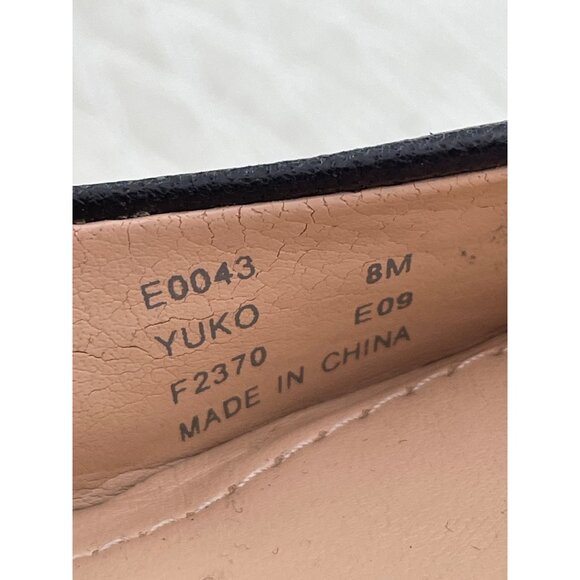 E0043 8M
YUKO E09
F2370
MADE IN CHINA